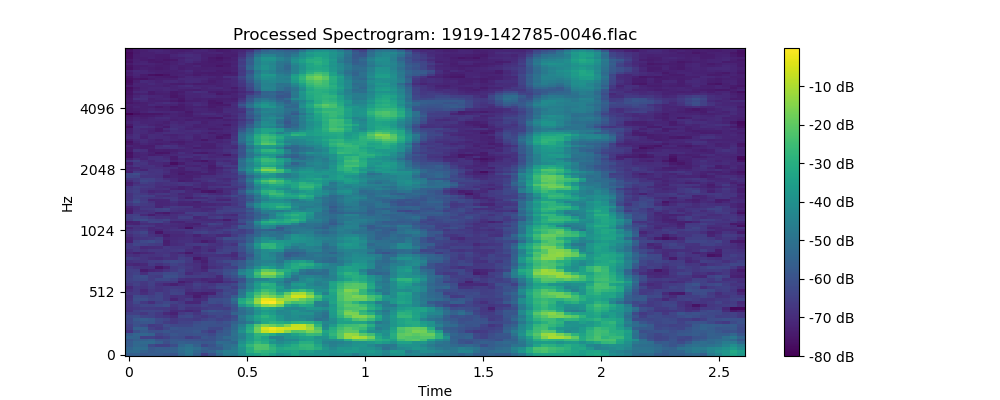 Processed Spectrogram: 1919-142785-0046.flac
Hz
4096
2048
1024
512
0
0
0.5
1
1.5
2
2.5
Time
-10 dB
-20 dB
-30 dB
-40 dB
-50 dB
-60 dB
-70 dB
-80 dB